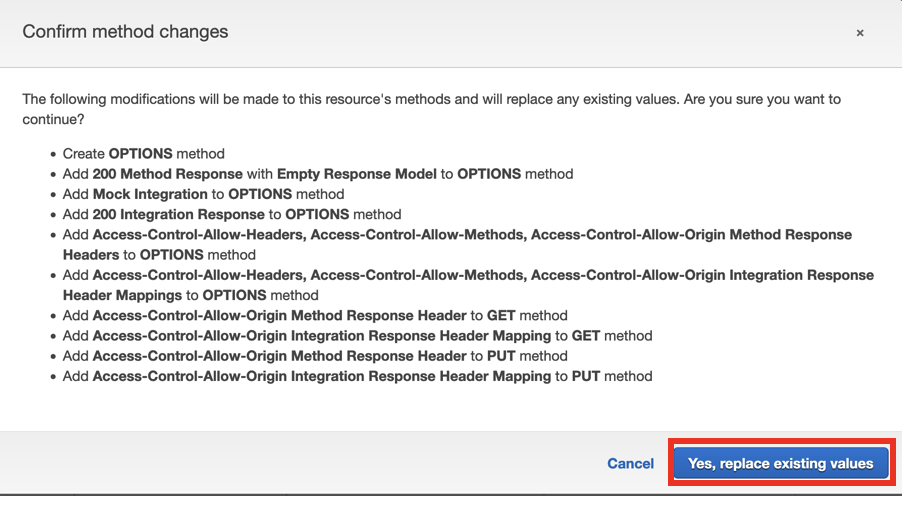 Confirm method changes
×
The following modifications will be made to this resource's methods and will replace any existing values. Are you sure you want to
continue?
• Create OPTIONS method
• Add 200 Method Response with Empty Response Model to OPTIONS method
• Add Mock Integration to OPTIONS method
• Add 200 Integration Response to OPTIONS method
• Add Access-Control-Allow-Headers, Access-Control-Allow-Methods, Access-Control-Allow-Origin Method Response
Headers to OPTIONS method
• Add Access-Control-Allow-Headers, Access-Control-Allow-Methods, Access-Control-Allow-Origin Integration Response
Header Mappings to OPTIONS method
• Add Access-Control-Allow-Origin Method Response Header to GET method
• Add Access-Control-Allow-Origin Integration Response Header Mapping to GET method
• Add Access-Control-Allow-Origin Method Response Header to PUT method
• Add Access-Control-Allow-Origin Integration Response Header Mapping to PUT method
Cancel
Yes, replace existing values